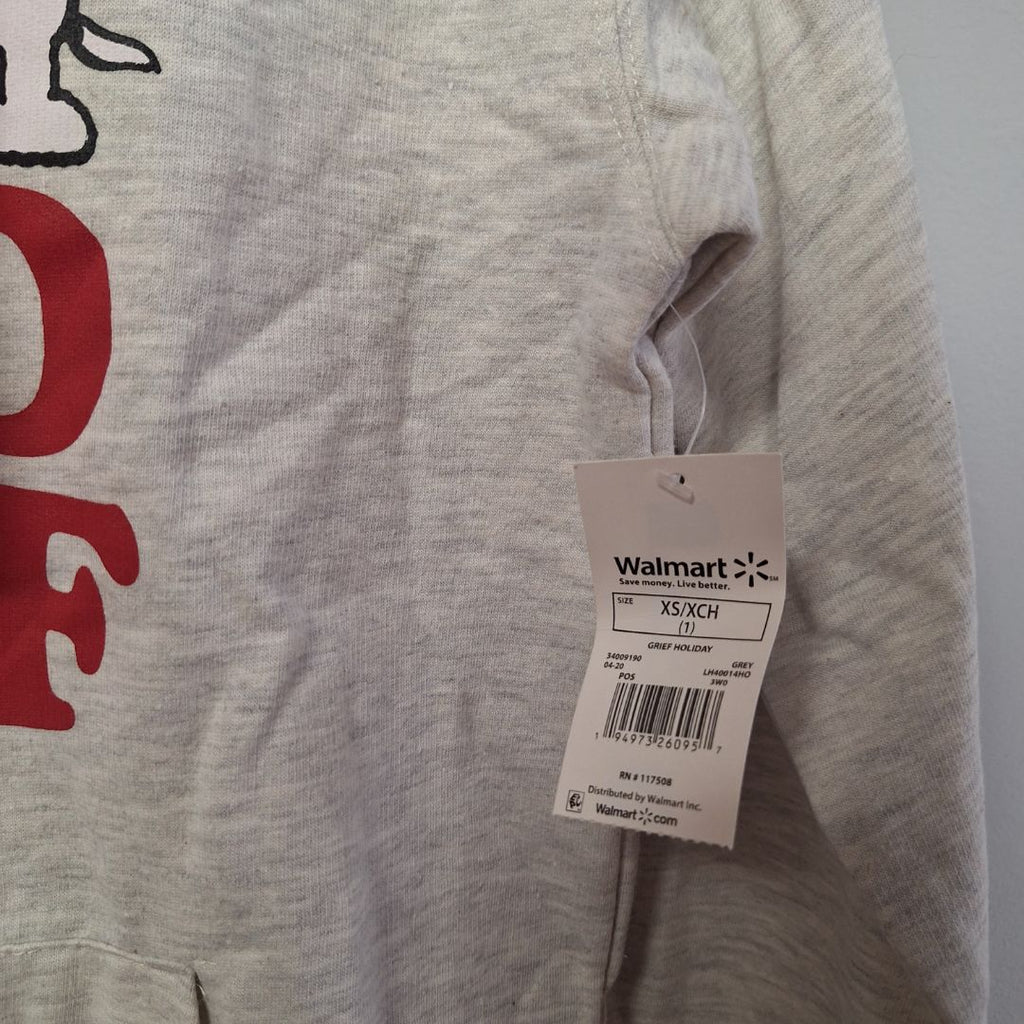 O
F
Walmart
SM
Save money. Live better.
SIZE XS/XCH
(1)
GRIEF HOLIDAY
34009190 GREY
04-20 LH40014HO
POS 3W0
1 94973 26095 7
RN # 117508
Distributed by Walmart Inc.
Walmart com